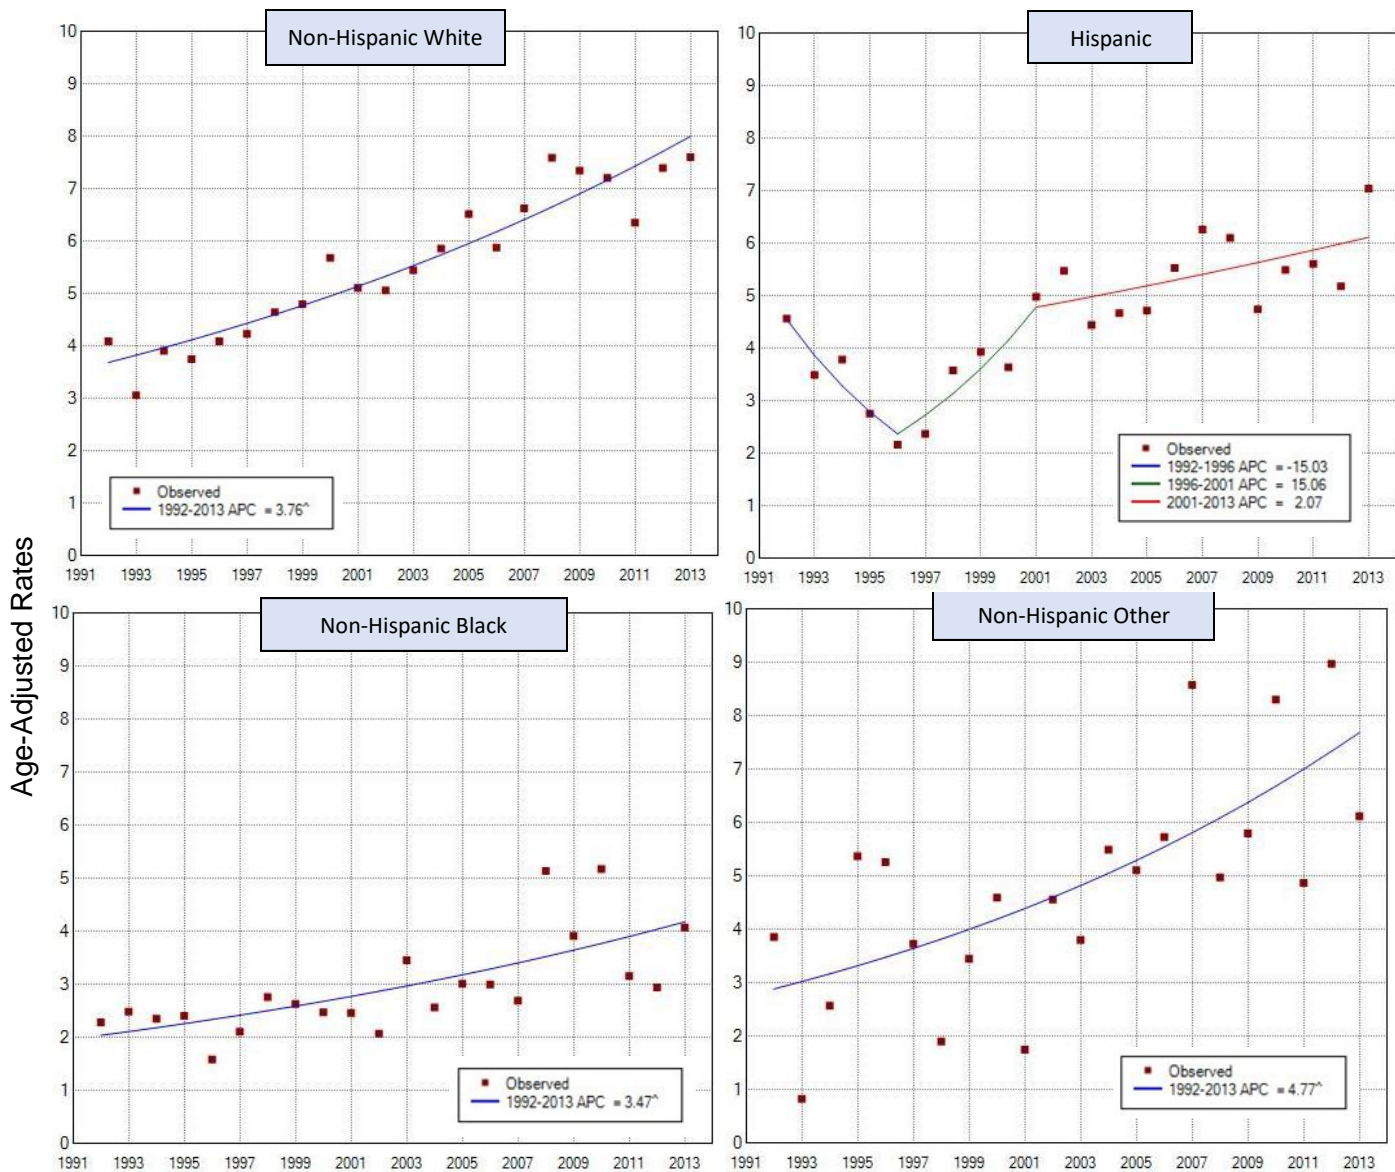 Non-Hispanic White
10
9
8
7
6
5
4
3
2
1
0
Observed
1992-2013 APC = 3.76^
1991 1993 1995 1997 1999 2001 2003 2005 2007 2009 2011 2013
Hispanic
10
9
8
7
6
5
4
3
2
1
0
Observed
1992-1996 APC = -15.03
1996-2001 APC = 15.06
2001-2013 APC = 2.07
1991 1993 1995 1997 1999 2001 2003 2005 2007 2009 2011 2013
Age-Adjusted Rates
Non-Hispanic Black
10
9
8
7
6
5
4
3
2
1
0
Observed
1992-2013 APC = 3.47^
1991 1993 1995 1997 1999 2001 2003 2005 2007 2009 2011 2013
Non-Hispanic Other
10
9
8
7
6
5
4
3
2
1
0
Observed
1992-2013 APC = 4.77^
1991 1993 1995 1997 1999 2001 2003 2005 2007 2009 2011 2013